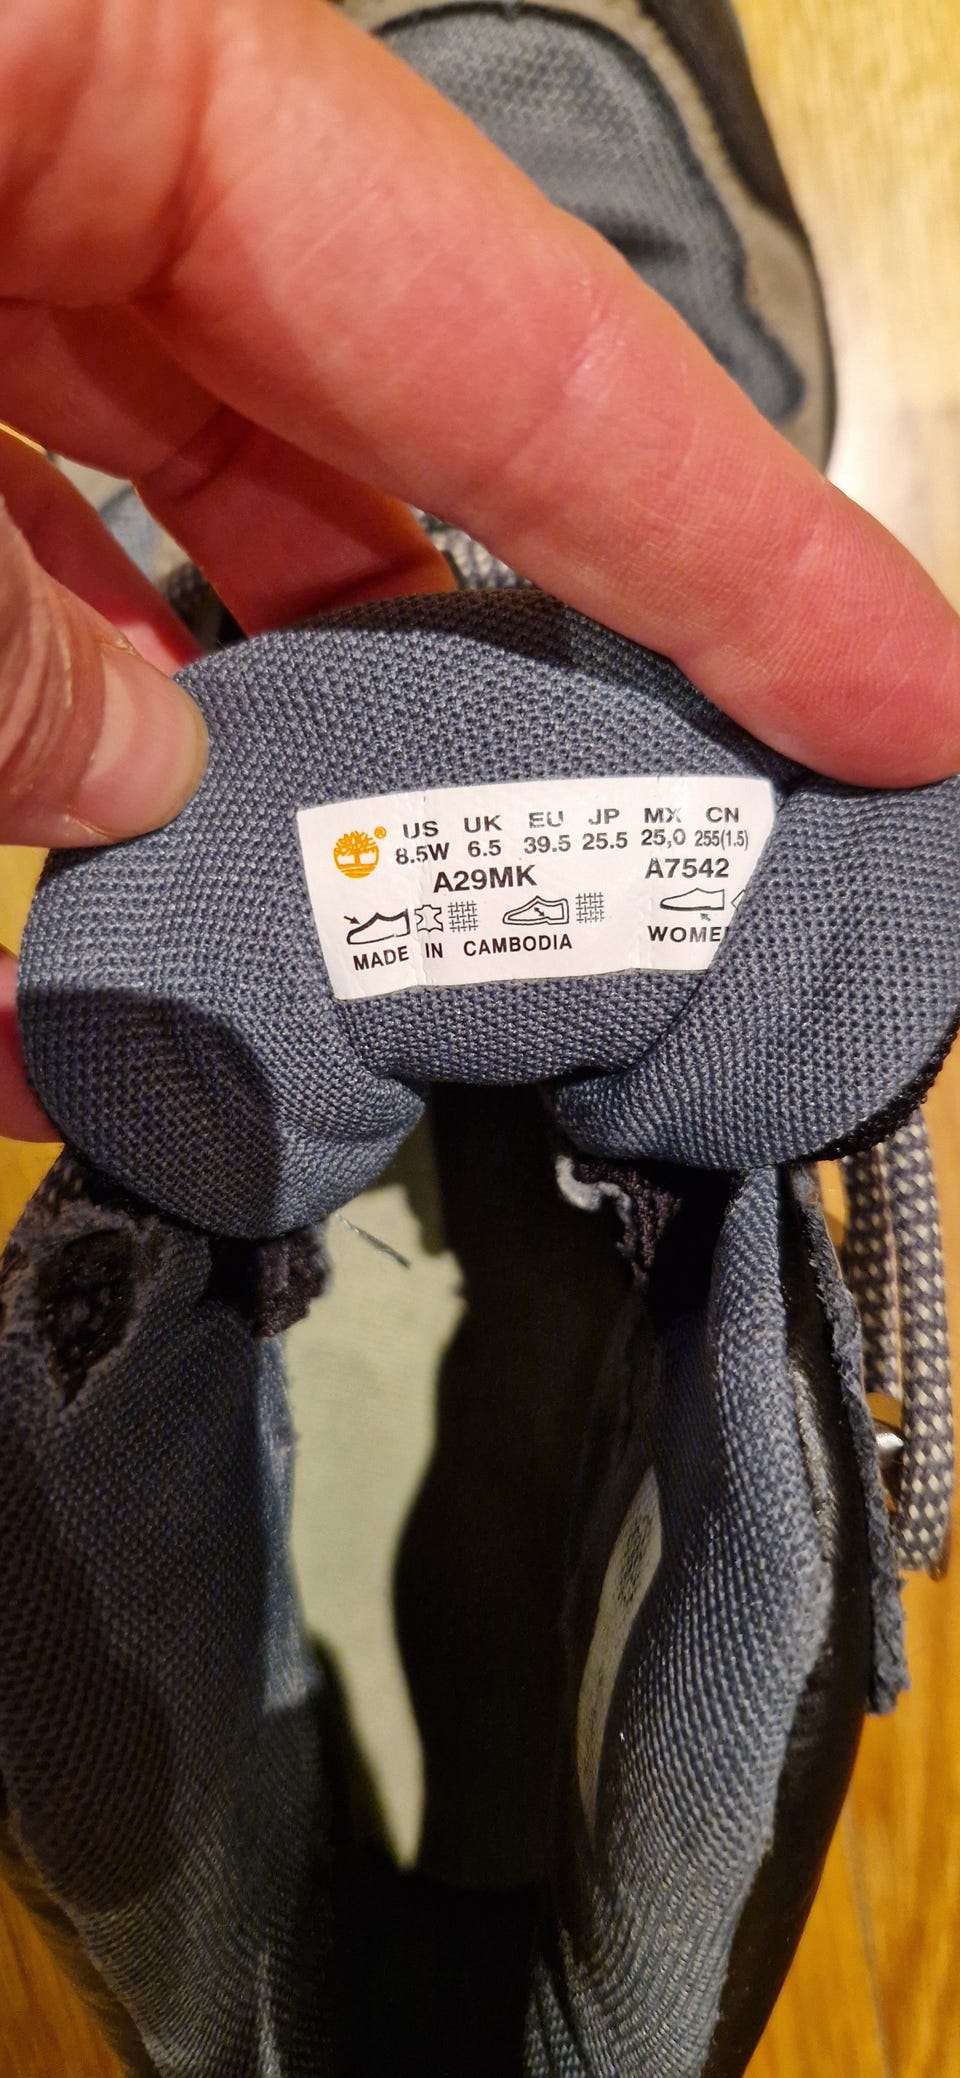 ®
US UK EU JP MX CN
8.5W 6.5 39.5 25.5 25,0 255(1.5)
A29MK A7542
MADE IN CAMBODIA WOME